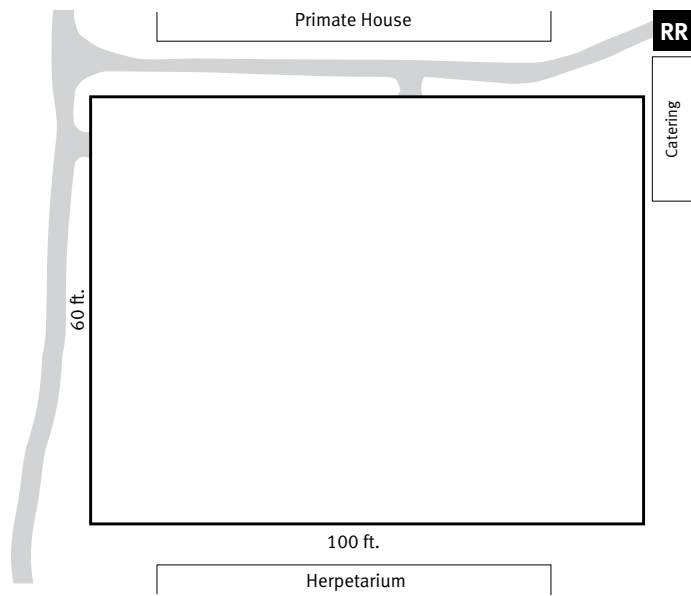 Primate House
RR
Catering
60 ft.
100 ft.
Herpetarium